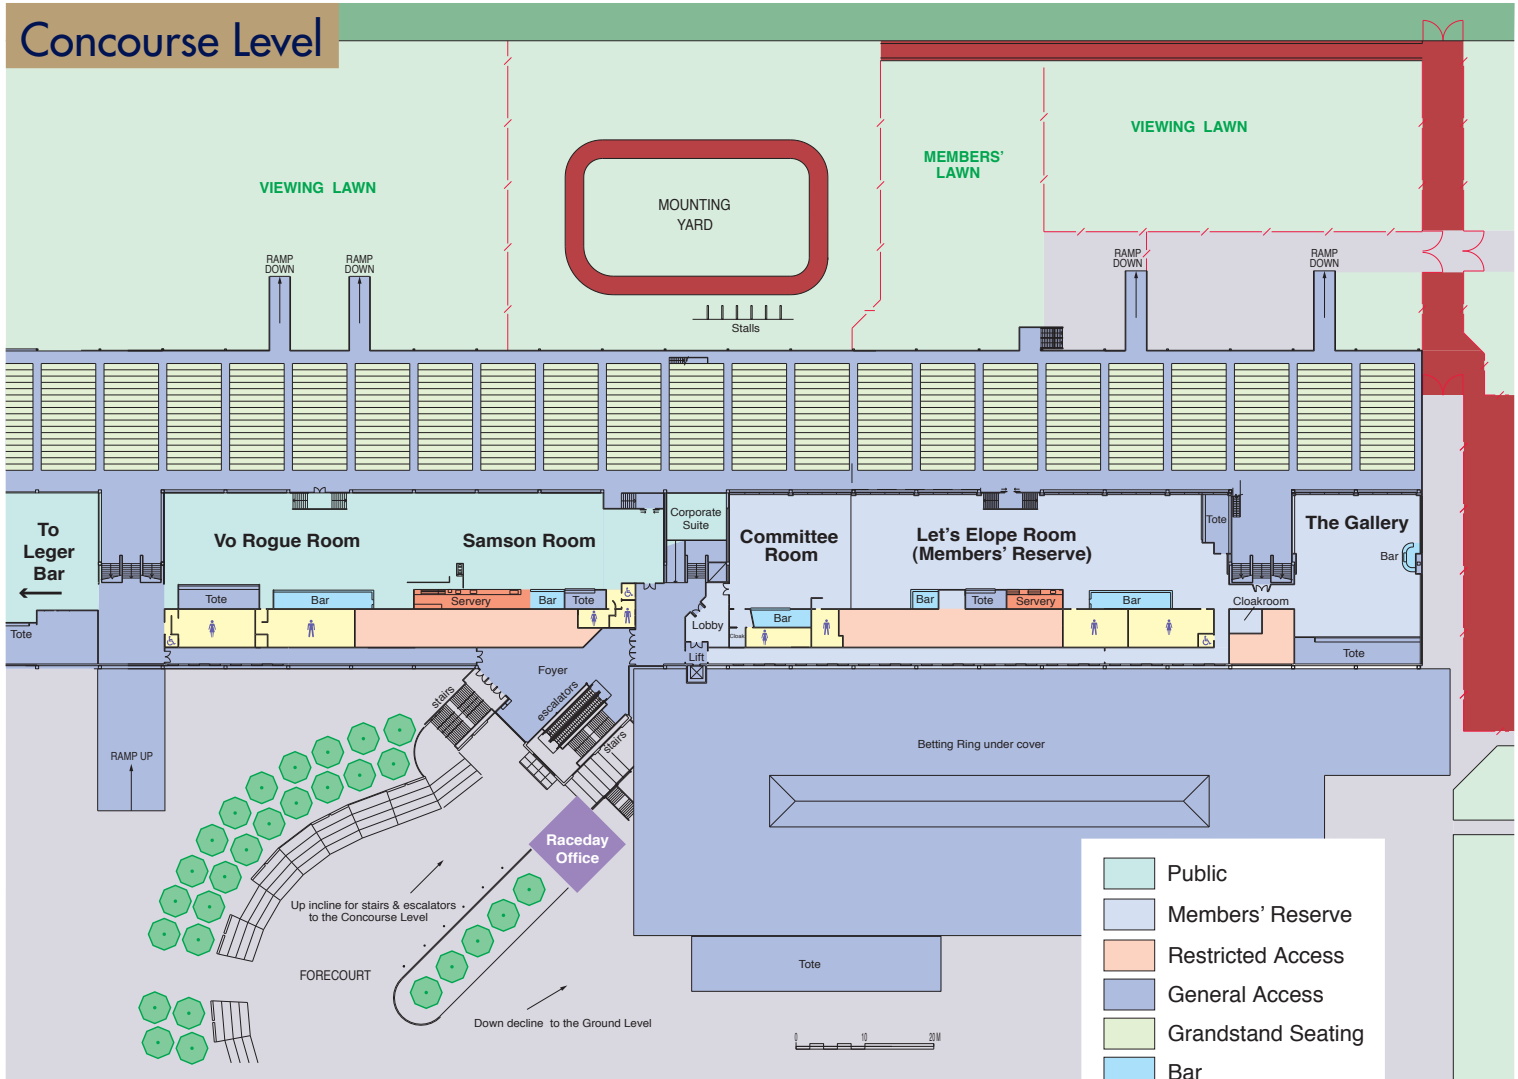 Concourse Level
VIEWING LAWN
MEMBERS'
LAWN
VIEWING LAWN
MOUNTING
YARD
RAMP
DOWN
RAMP
DOWN
RAMP
DOWN
RAMP
DOWN
Stalls
To
Leger
Bar
Tote
Vo Rogue Room
Samson Room
Corporate
Suite
Committee
Room
Let's Elope Room
(Members' Reserve)
Tote
The Gallery
Bar
Tote
Bar
Servery
Bar
Tote
Lobby
Cloak
Bar
Bar
Tote
Servery
Bar
Cloakroom
Tote
Lift
Foyer
stairs
escalators
stairs
RAMP UP
Betting Ring under cover
Raceday
Office
Up incline for stairs & escalators
to the Concourse Level
FORECOURT
Down decline to the Ground Level
Tote
0 10 20 M
Public
Members' Reserve
Restricted Access
General Access
Grandstand Seating
Bar